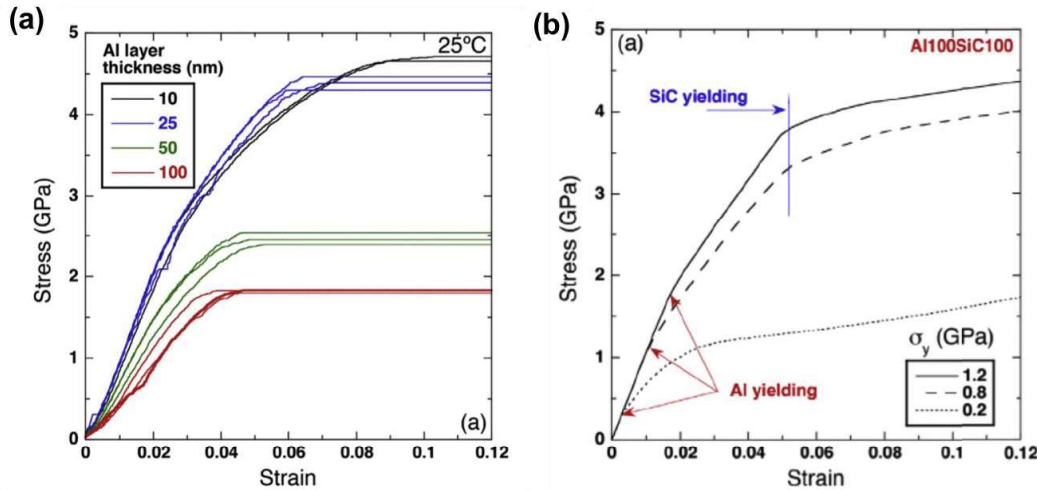 (a)
5
4
3
2
1
0
Stress (GPa)
Al layer
thickness (nm)
10
25
50
100
25°C
(a)
0 0.02 0.04 0.06 0.08 0.1 0.12
Strain
(b)
5
4
3
2
1
0
Stress (GPa)
(a)
Al100SiC100
SiC yielding
Al yielding
σy (GPa)
1.2
0.8
0.2
0 0.02 0.04 0.06 0.08 0.1 0.12
Strain